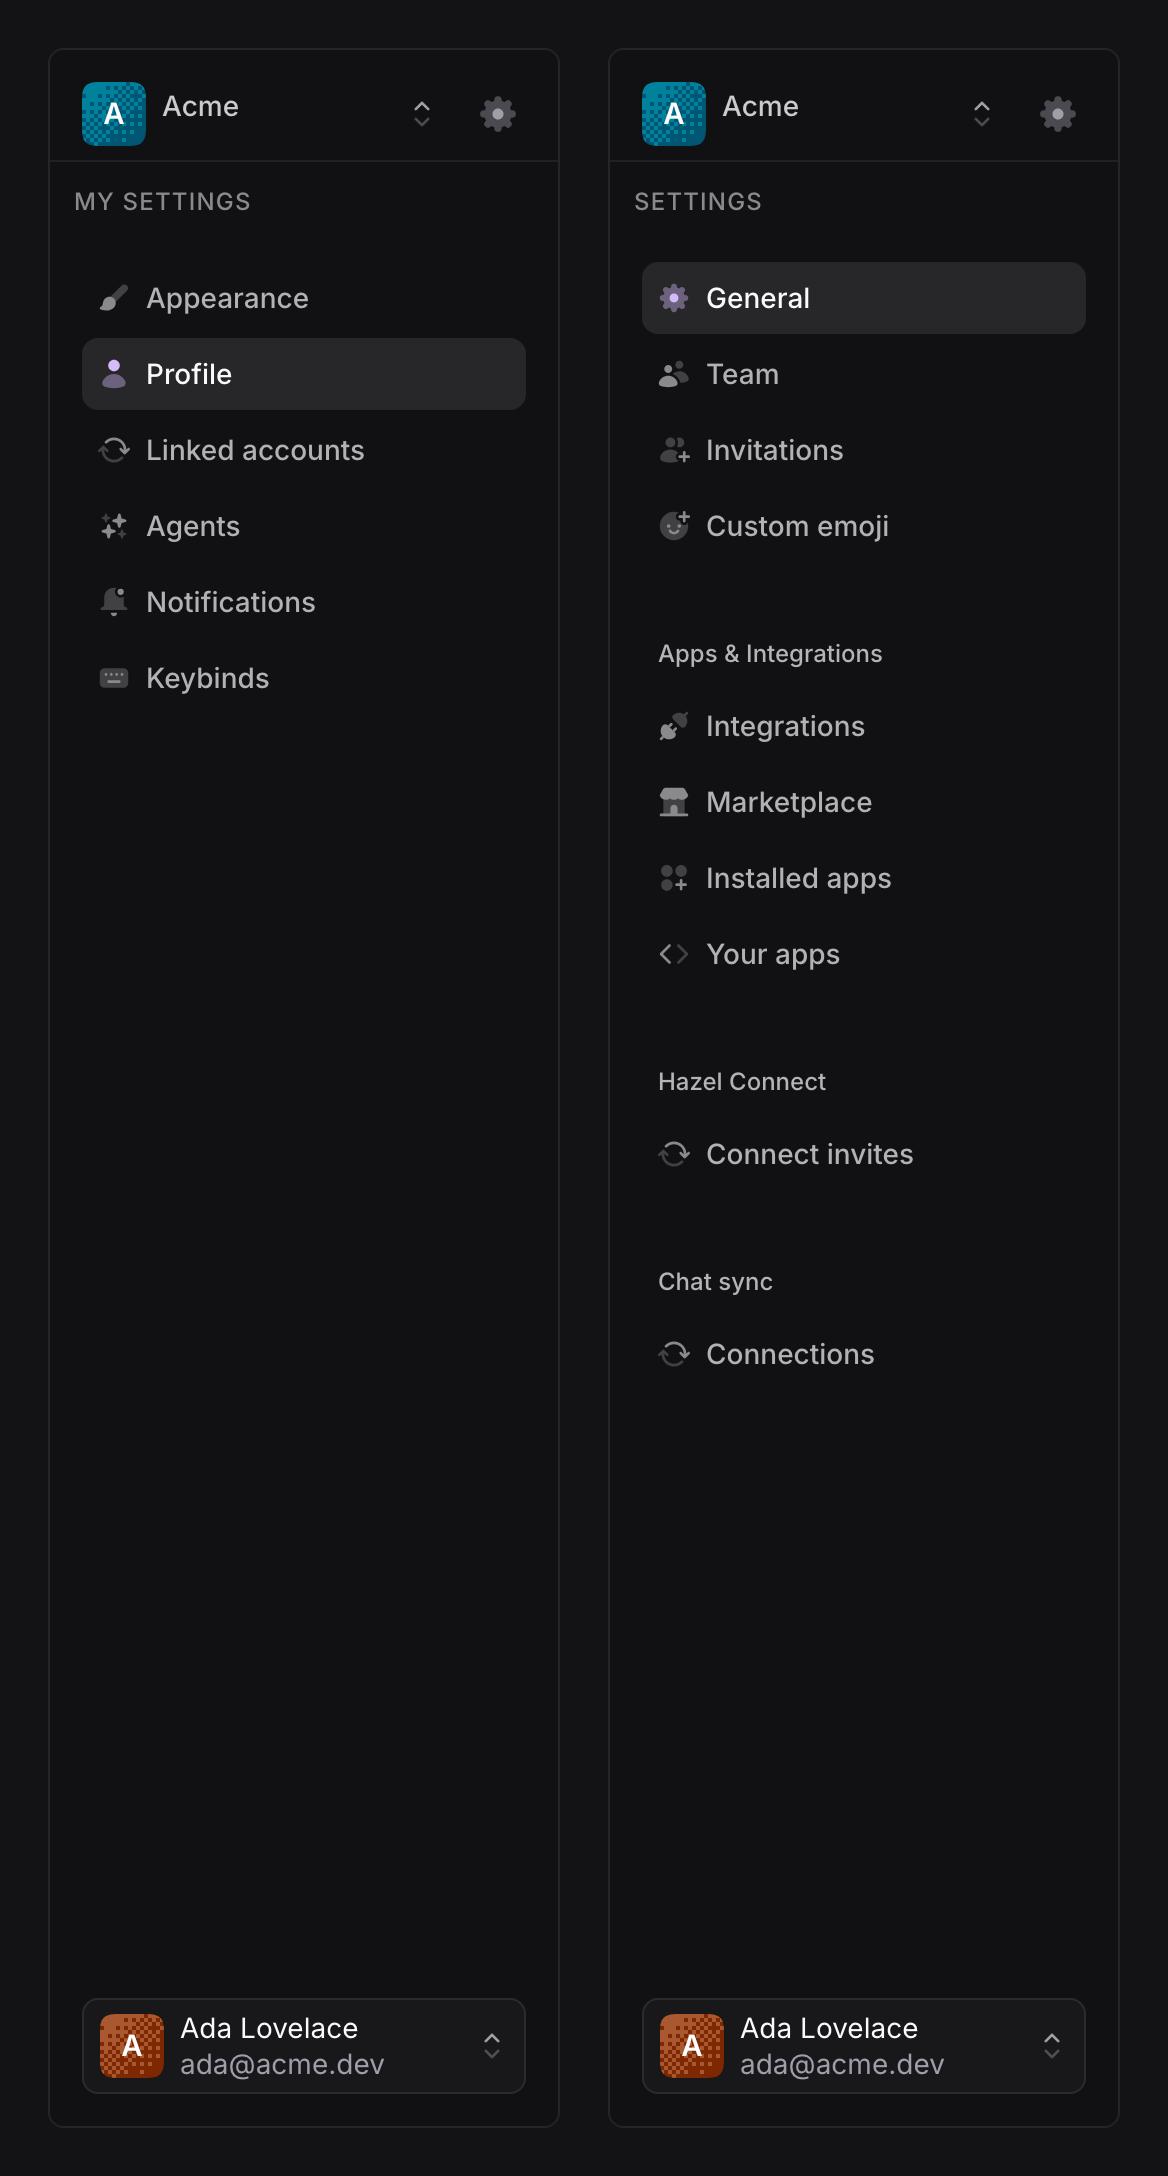 A Acme
MY SETTINGS
Appearance
Profile
Linked accounts
Agents
Notifications
Keybinds
A Ada Lovelace
ada@acme.dev
A Acme
SETTINGS
General
Team
Invitations
Custom emoji
Apps & Integrations
Integrations
Marketplace
Installed apps
Your apps
Hazel Connect
Connect invites
Chat sync
Connections
A Ada Lovelace
ada@acme.dev